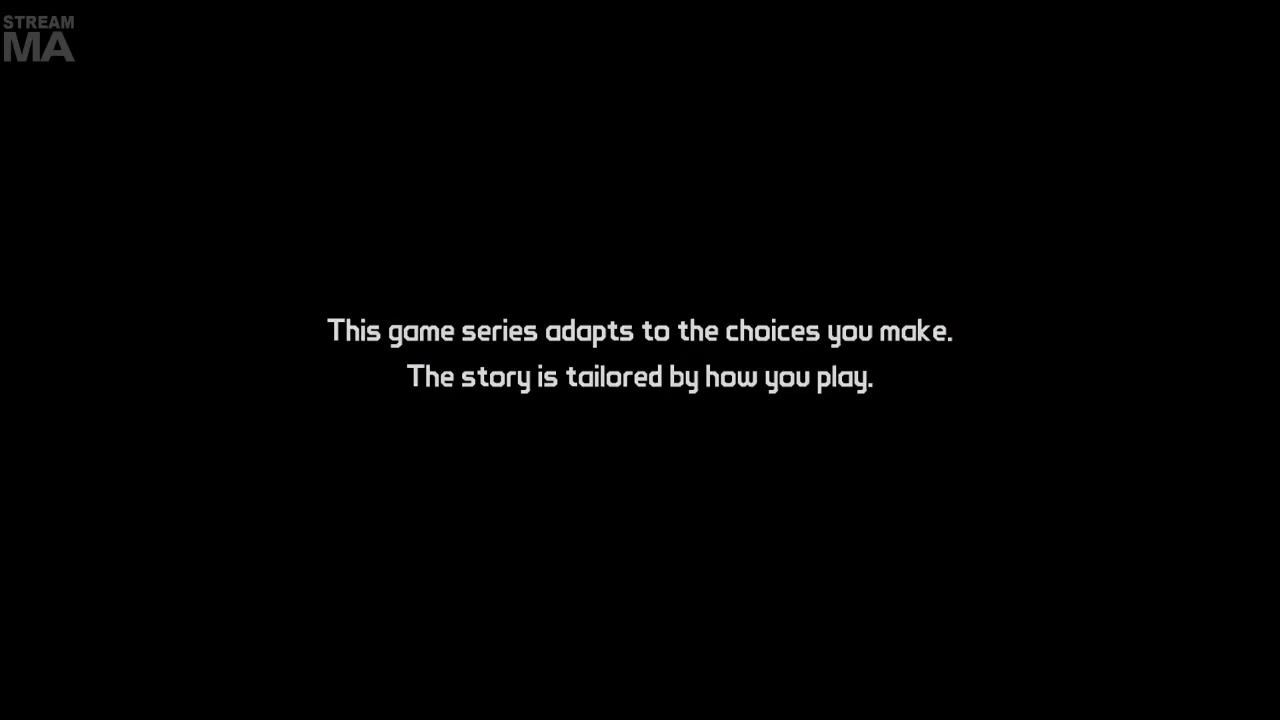 STREAM
MA
This game series adapts to the choices you make.
The story is tailored by how you play.